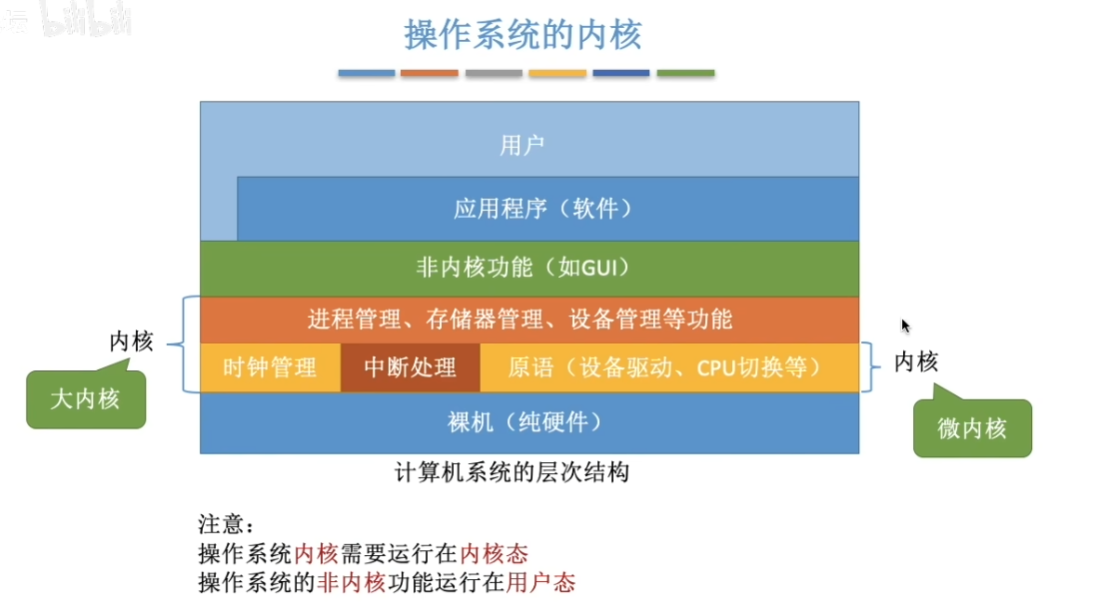 bilibili
操作系统的内核
用户
应用程序（软件）
非内核功能（如GUI）
进程管理、存储器管理、设备管理等功能
内核
时钟管理
中断处理
原语（设备驱动、CPU切换等）
内核
大内核
裸机（纯硬件）
微内核
计算机系统的层次结构
注意：
操作系统内核需要运行在内核态
操作系统的非内核功能运行在用户态